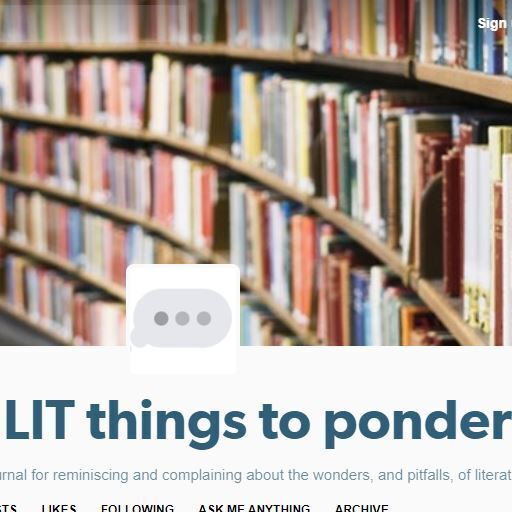 Sign
LIT things to ponder
urnal for reminiscing and complaining about the wonders, and pitfalls, of literat
STS LIKES FOLLOWING ASK ME ANYTHING ARCHIVE